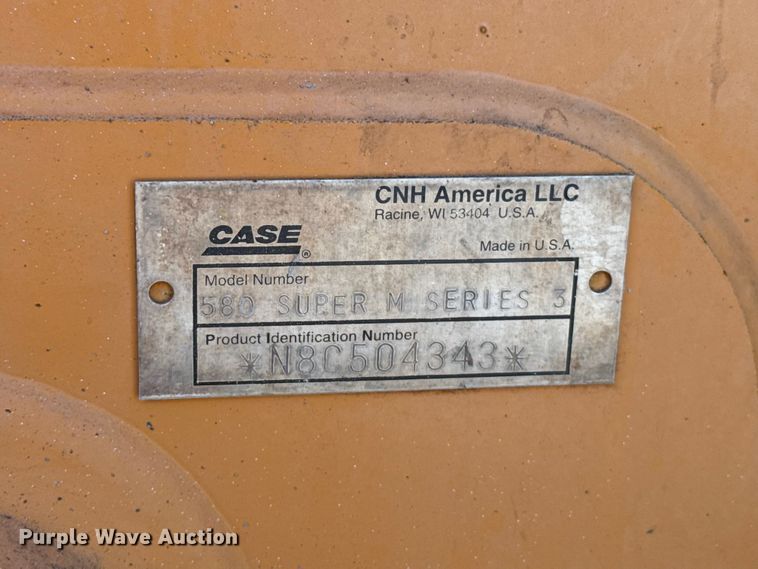 CNH America LLC
Racine, WI 53404 U.S.A.
CASE
®
Made in U.S.A.
Model Number
580 SUPER M SERIES 3
Product Identification Number
*N8C504343*
Purple Wave Auction